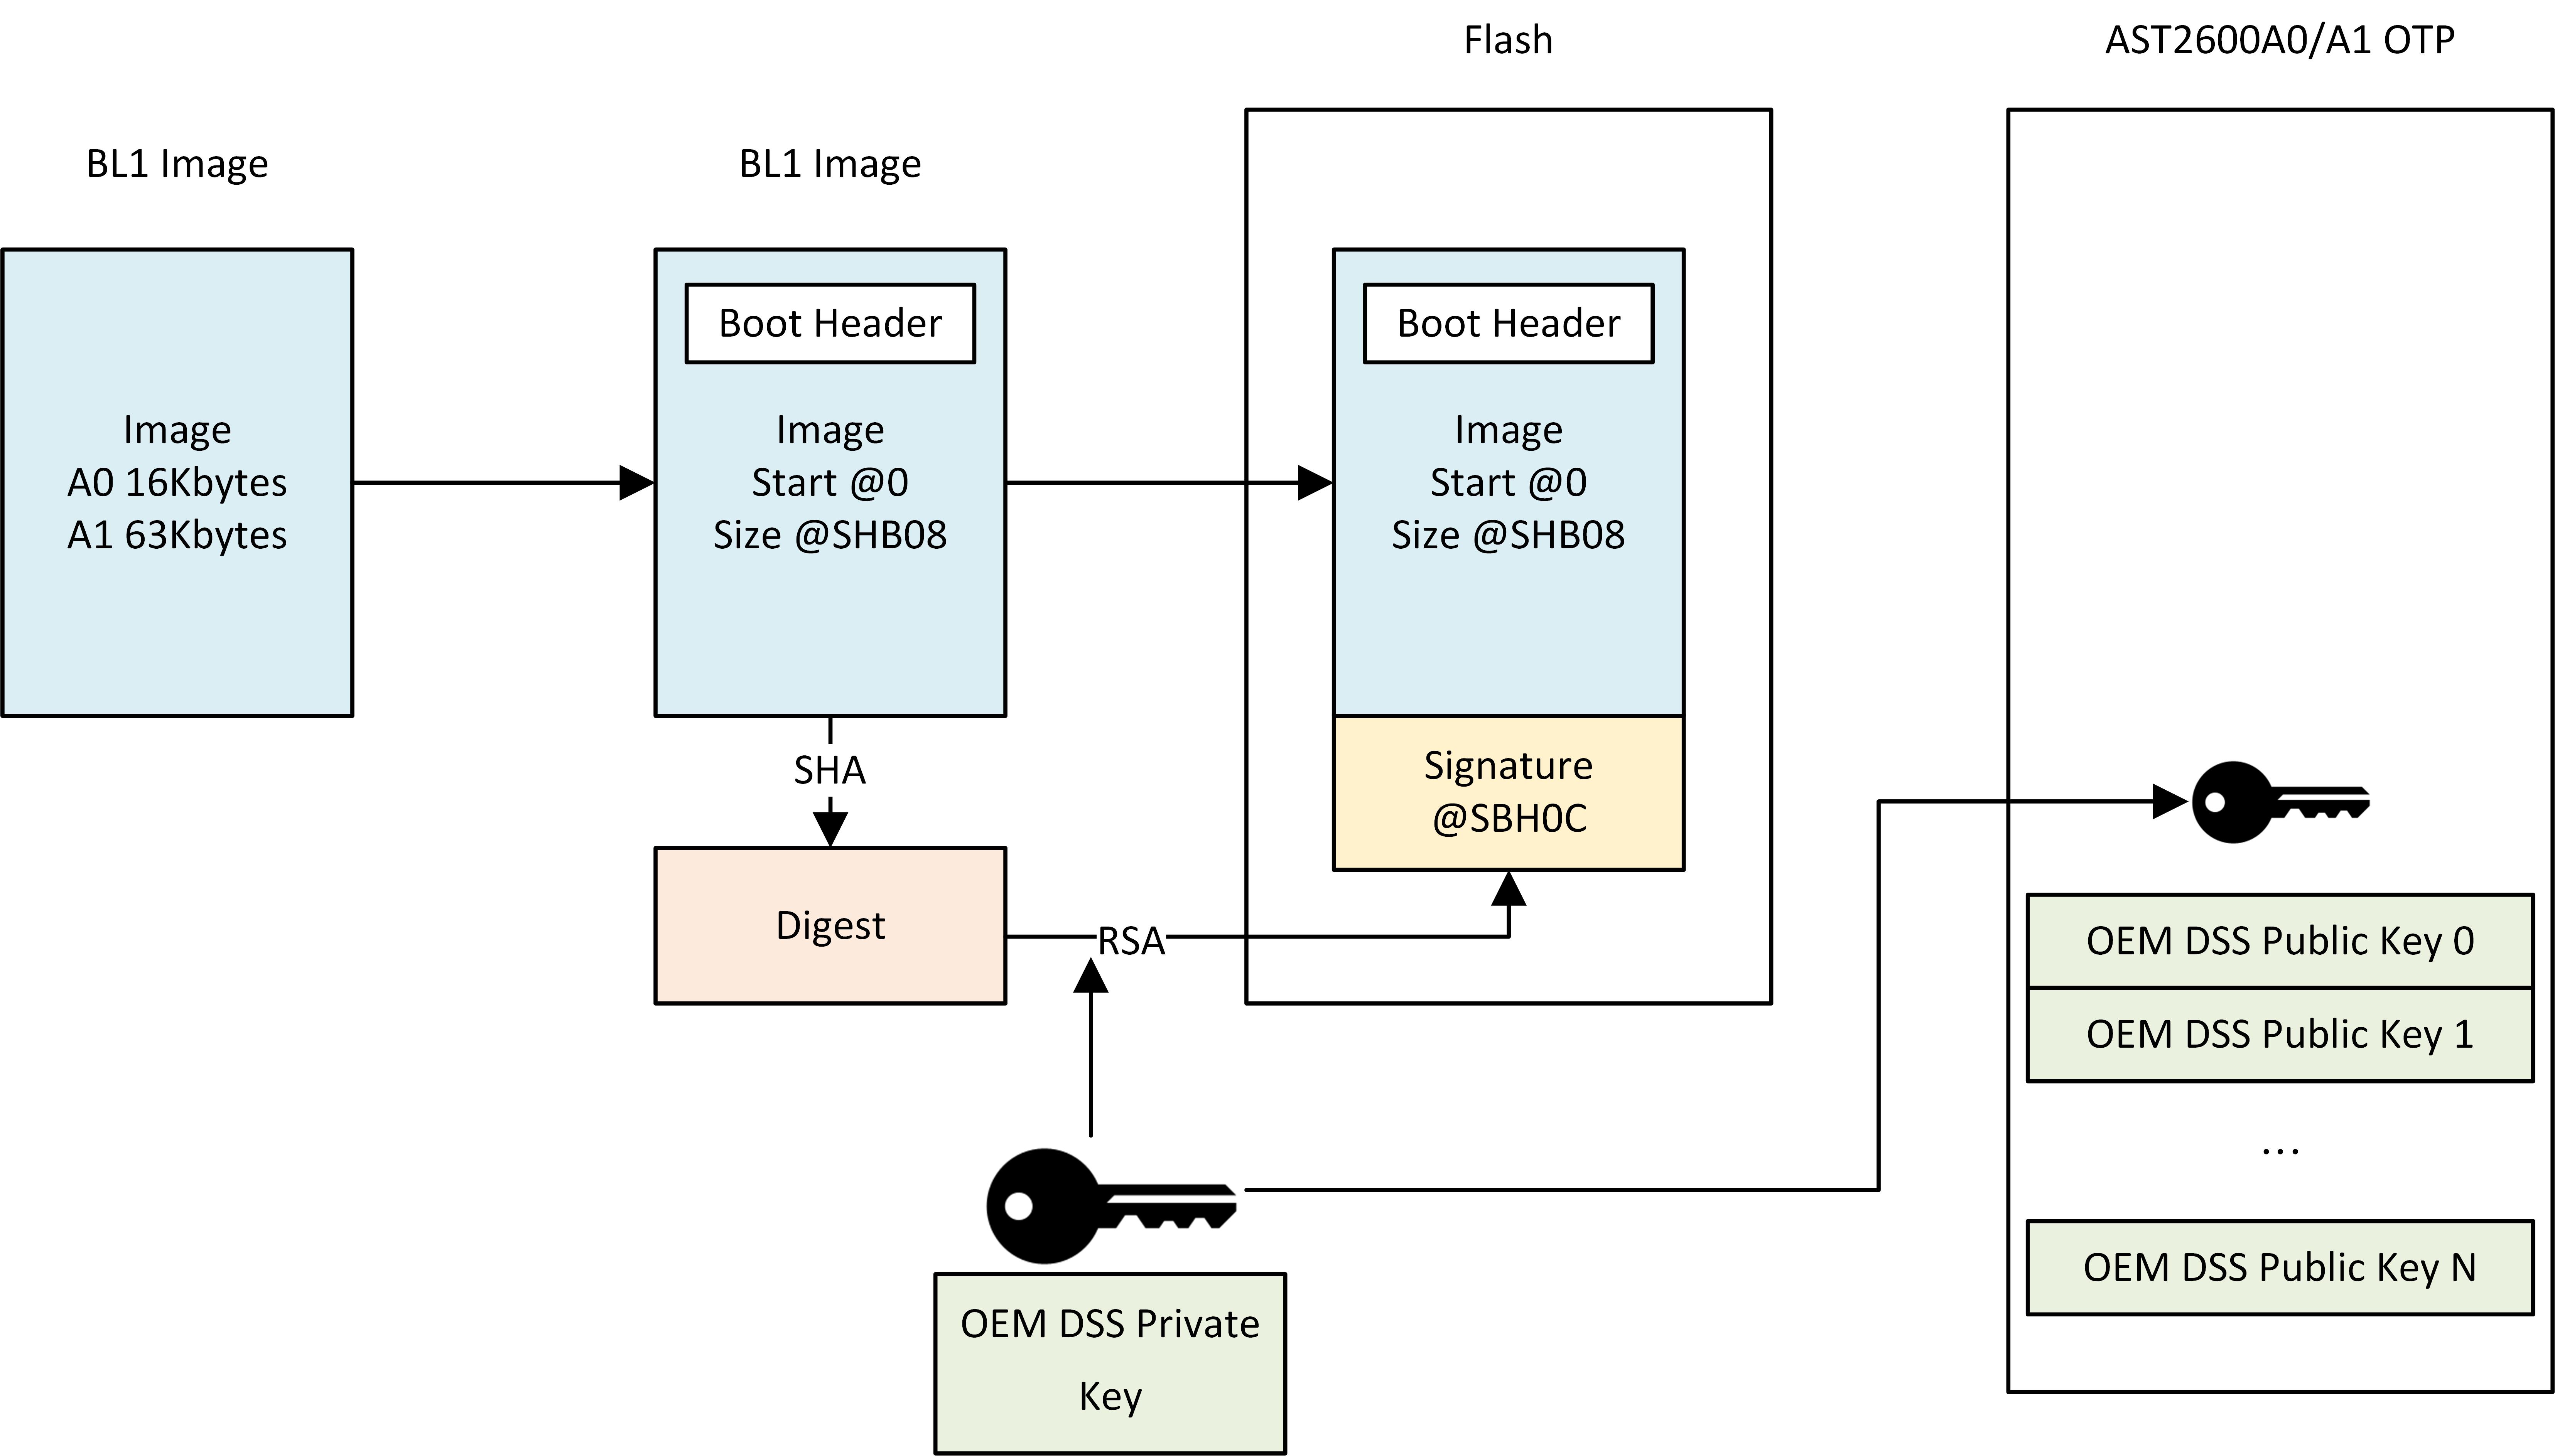 Flash
AST2600A0/A1 OTP
BL1 Image
BL1 Image
Image
A0 16Kbytes
A1 63Kbytes
Boot Header
Image
Start @0
Size @SHB08
Boot Header
Image
Start @0
Size @SHB08
SHA
Signature
@SBH0C
Digest
RSA
OEM DSS Public Key 0
OEM DSS Public Key 1
...
OEM DSS Public Key N
OEM DSS Private
Key